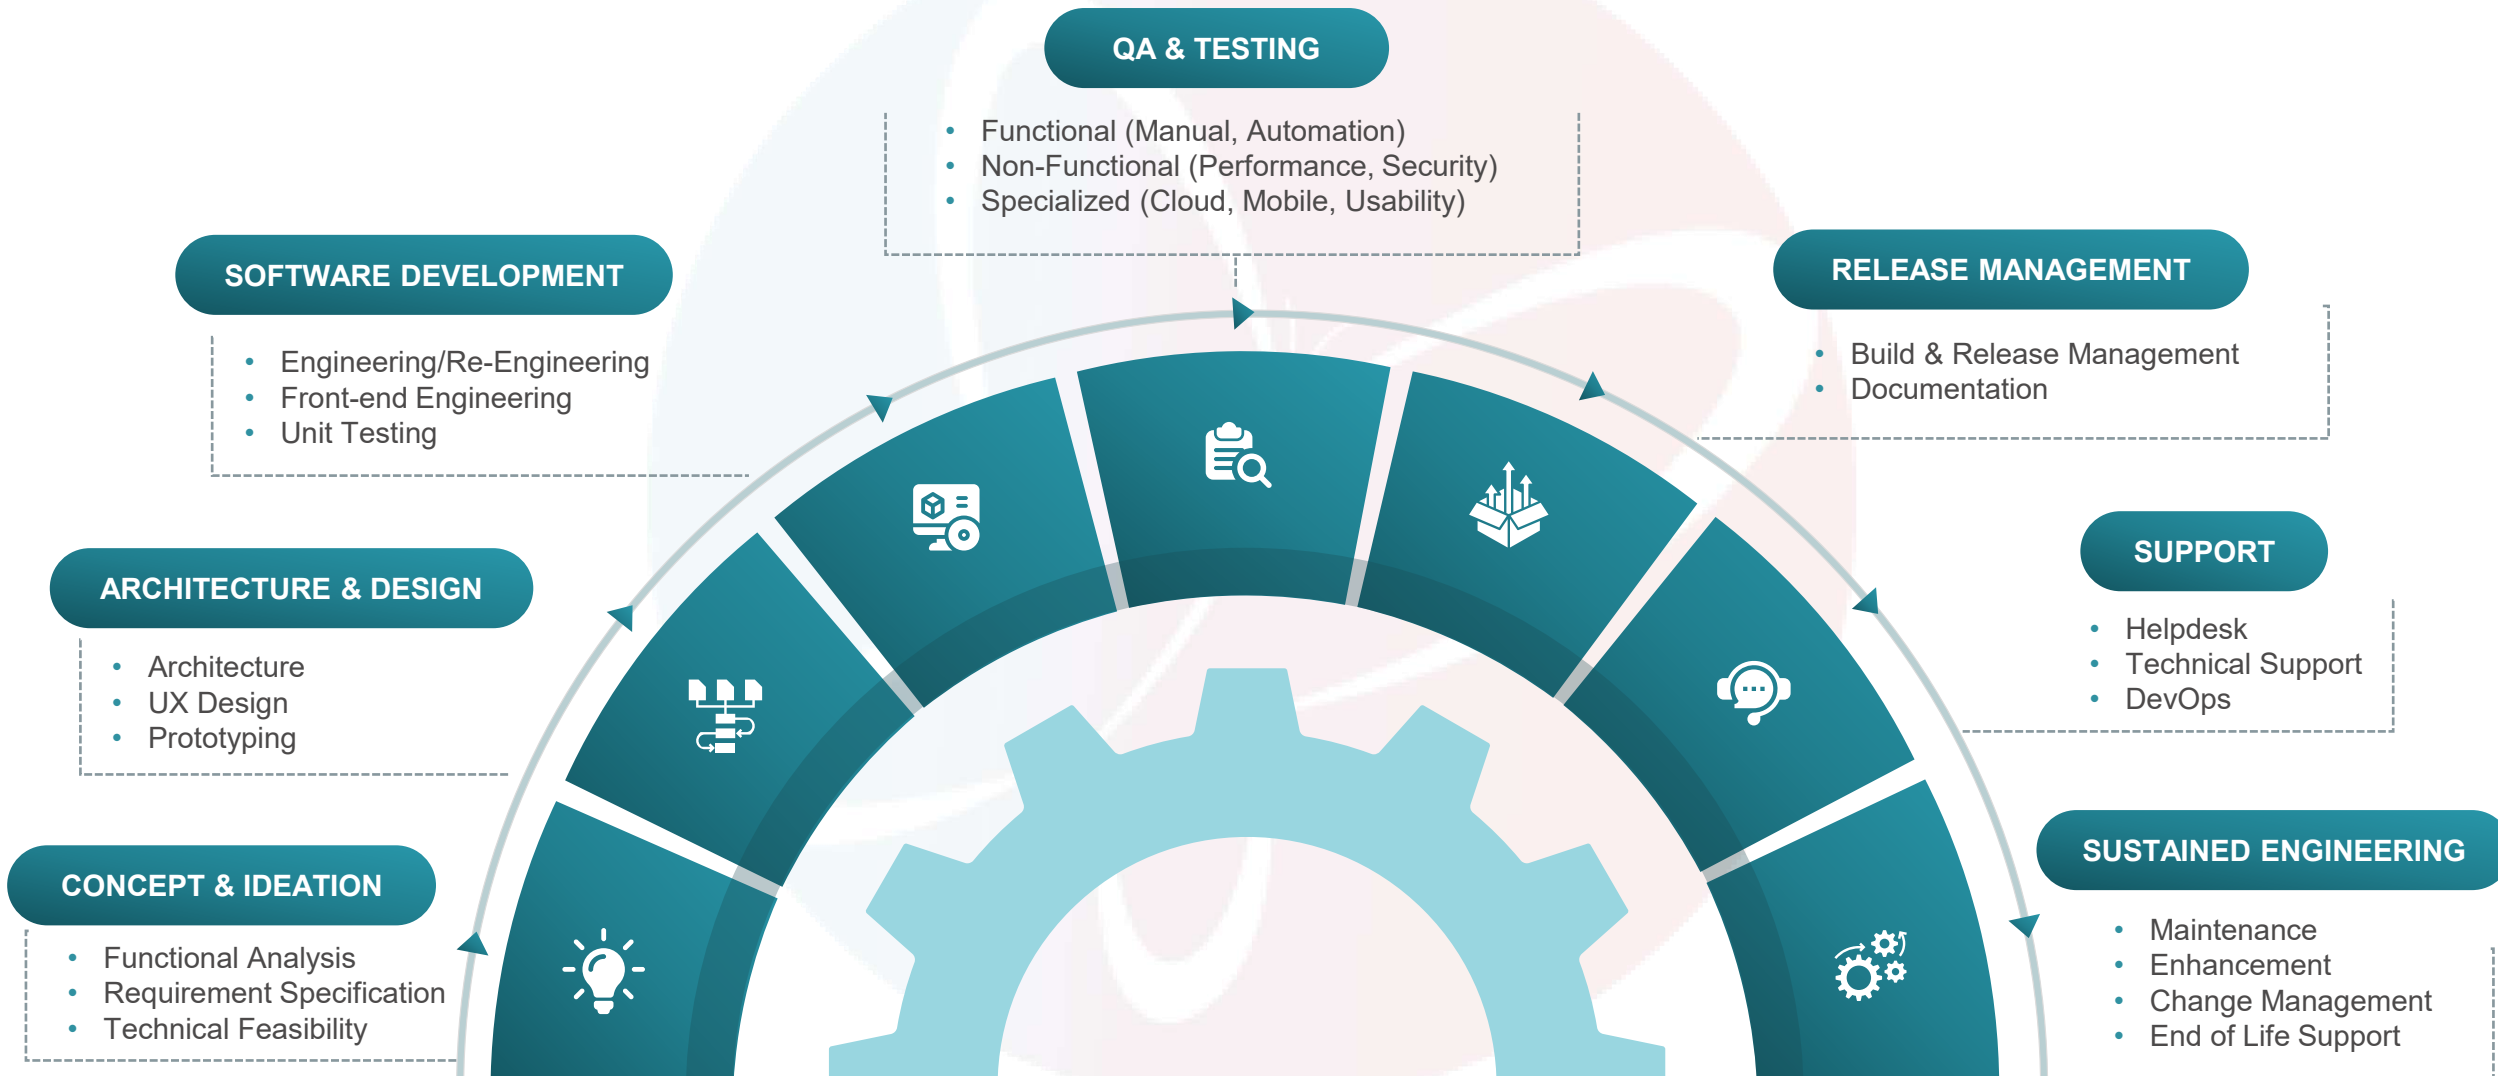 QA & TESTING
• Functional (Manual, Automation)
• Non-Functional (Performance, Security)
• Specialized (Cloud, Mobile, Usability)
SOFTWARE DEVELOPMENT
• Engineering/Re-Engineering
• Front-end Engineering
• Unit Testing
RELEASE MANAGEMENT
• Build & Release Management
• Documentation
ARCHITECTURE & DESIGN
• Architecture
• UX Design
• Prototyping
SUPPORT
• Helpdesk
• Technical Support
• DevOps
CONCEPT & IDEATION
• Functional Analysis
• Requirement Specification
• Technical Feasibility
SUSTAINED ENGINEERING
• Maintenance
• Enhancement
• Change Management
• End of Life Support